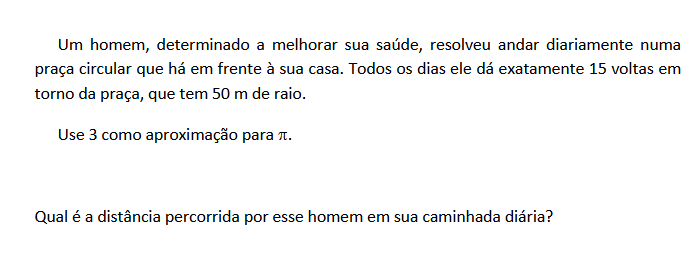 Um homem, determinado a melhorar sua saúde, resolveu andar diariamente numa
praça circular que há em frente à sua casa. Todos os dias ele dá exatamente 15 voltas em
torno da praça, que tem 50 m de raio.
Use 3 como aproximação para π.
Qual é a distância percorrida por esse homem em sua caminhada diária?